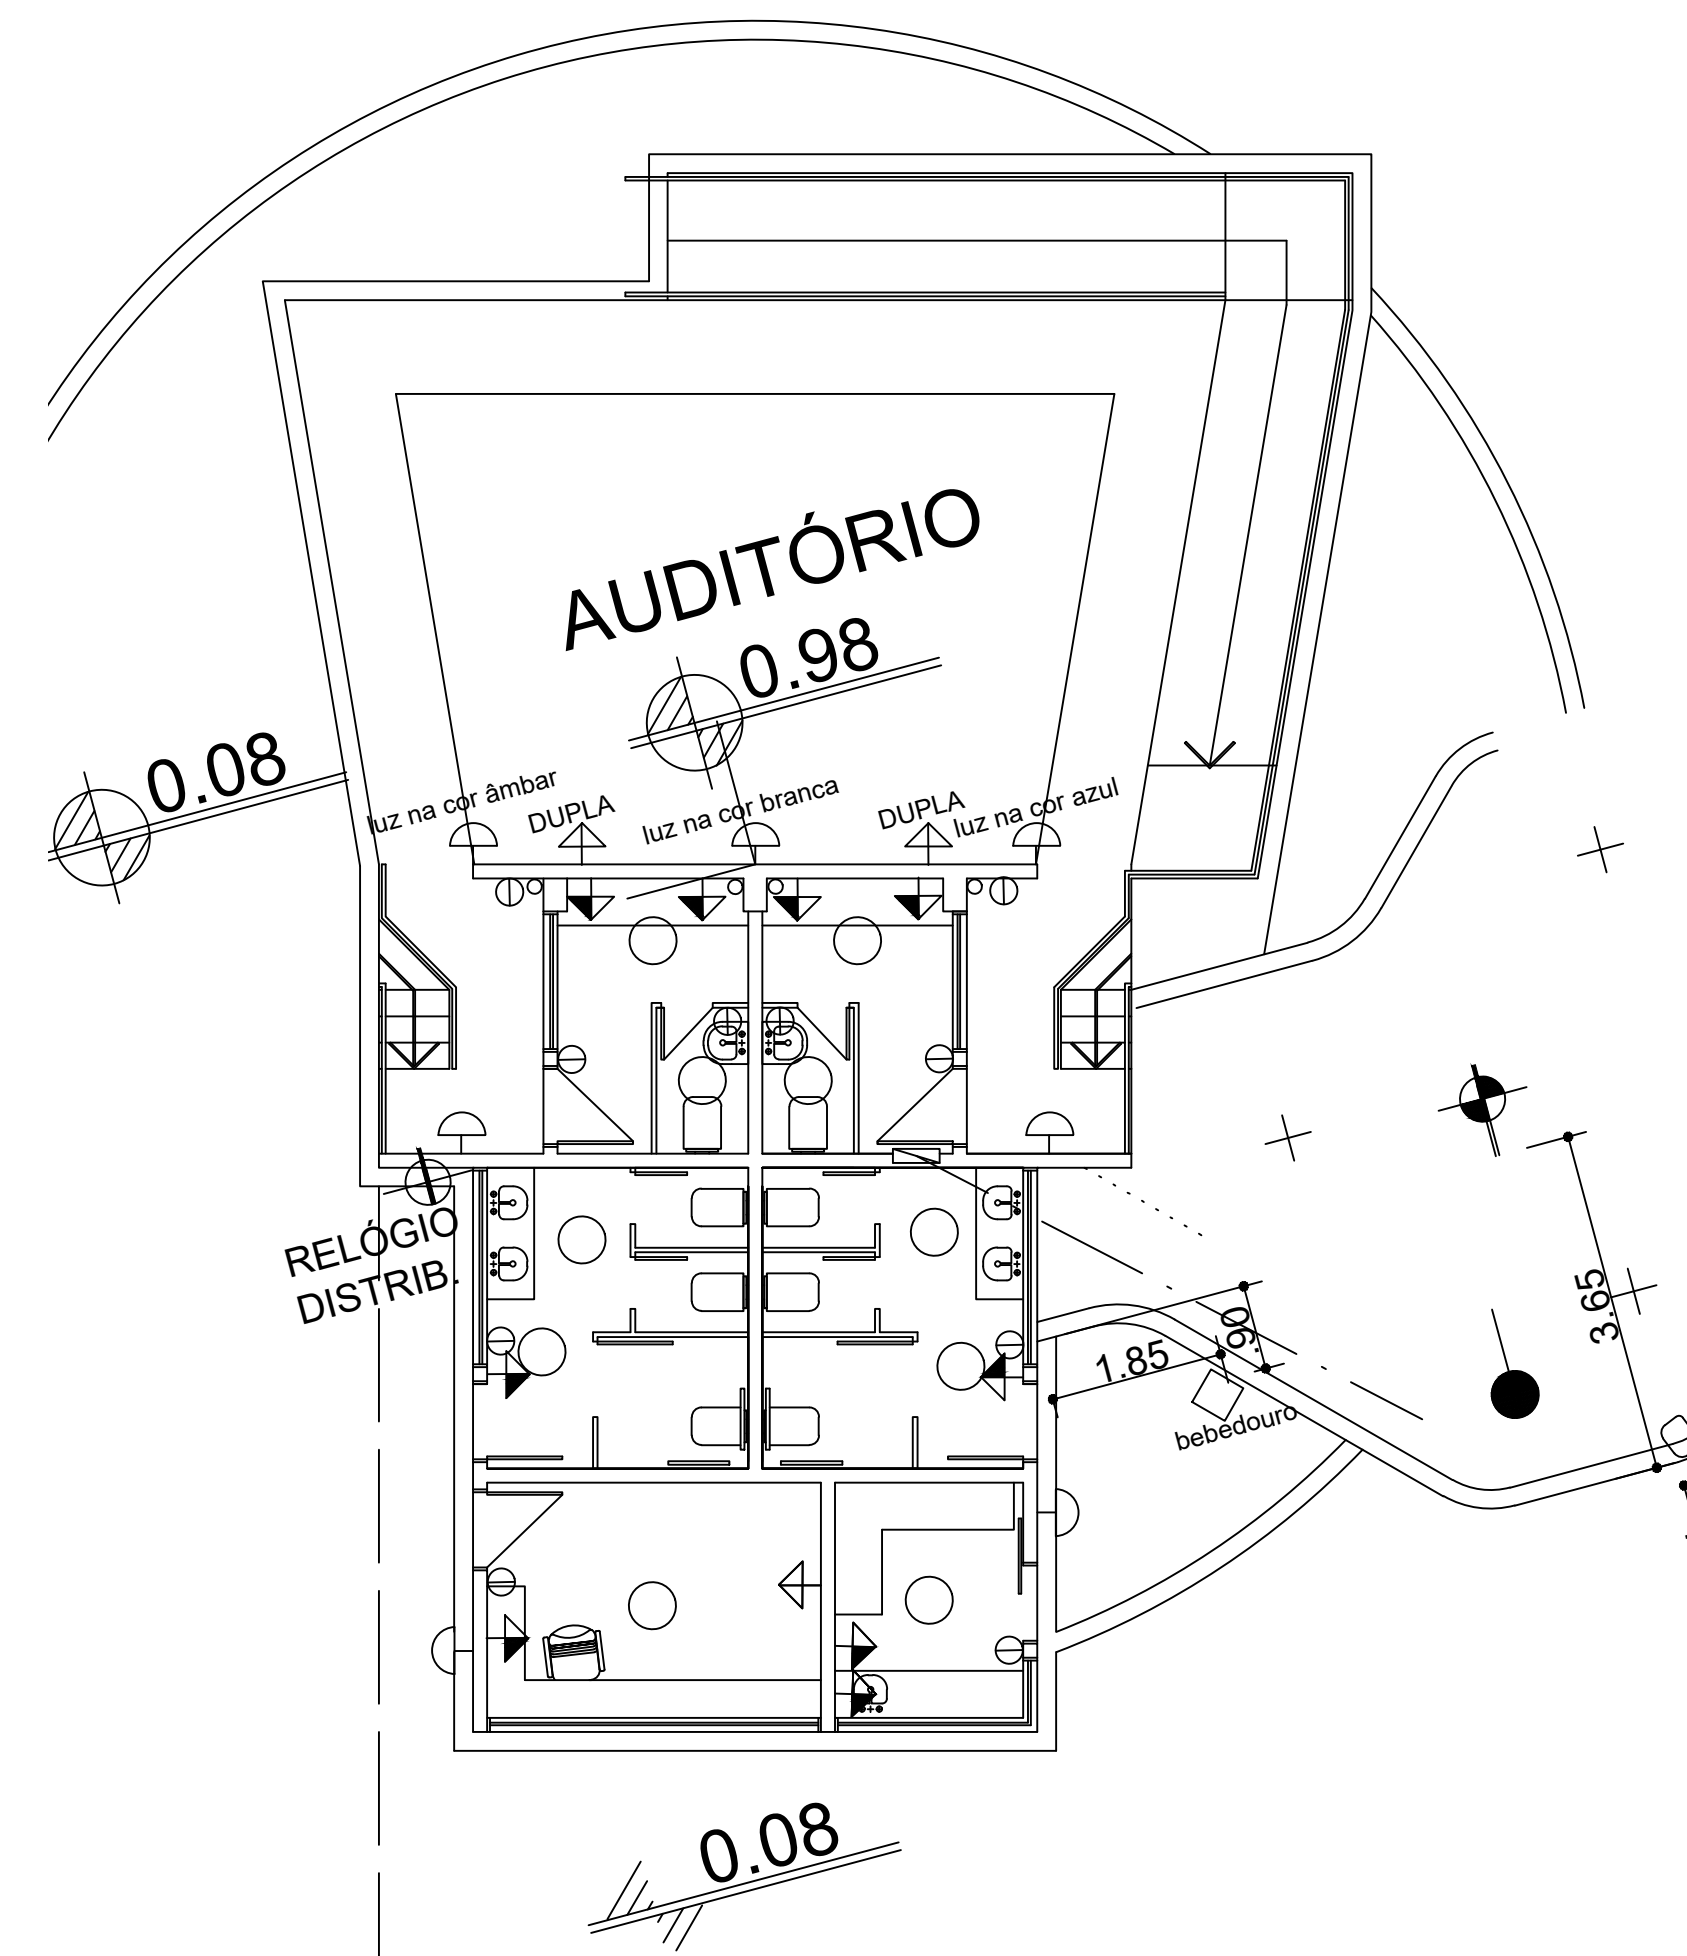 AUDITÓRIO
0.98
0.08
luz na cor âmbar
DUPLA
luz na cor branca
DUPLA
luz na cor azul
RELÓGIO
DISTRIB.
3.65
.90
1.85
bebedouro
0.08